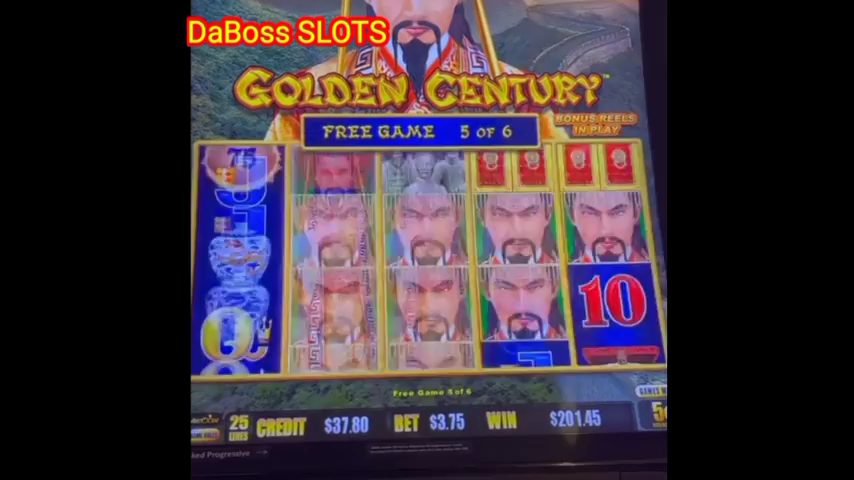 DaBoss SLOTS
GOLDEN CENTURY™
BONUS REELS
IN PLAY
FREE GAME 5 OF 6
10
Free Game 5 of 6
25
LINES
CREDIT $37.80 BET $3.75 WIN $201.45